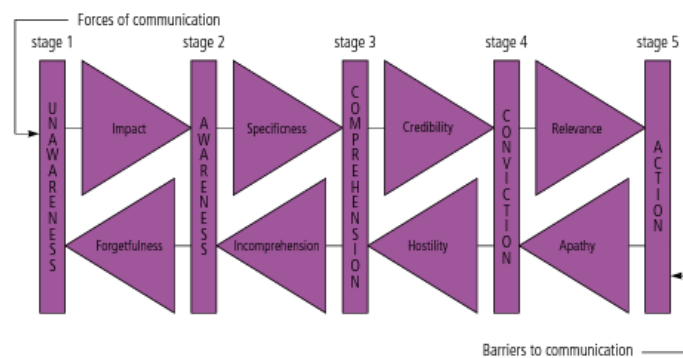 Forces of communication
stage 1
stage 2
stage 3
stage 4
stage 5
UNAWARENESS
Impact
AWARENESS
Specificness
COMPREHENSION
Credibility
CONVICTION
Relevance
ACTION
Forgetfulness
Incomprehension
Hostility
Apathy
Barriers to communication